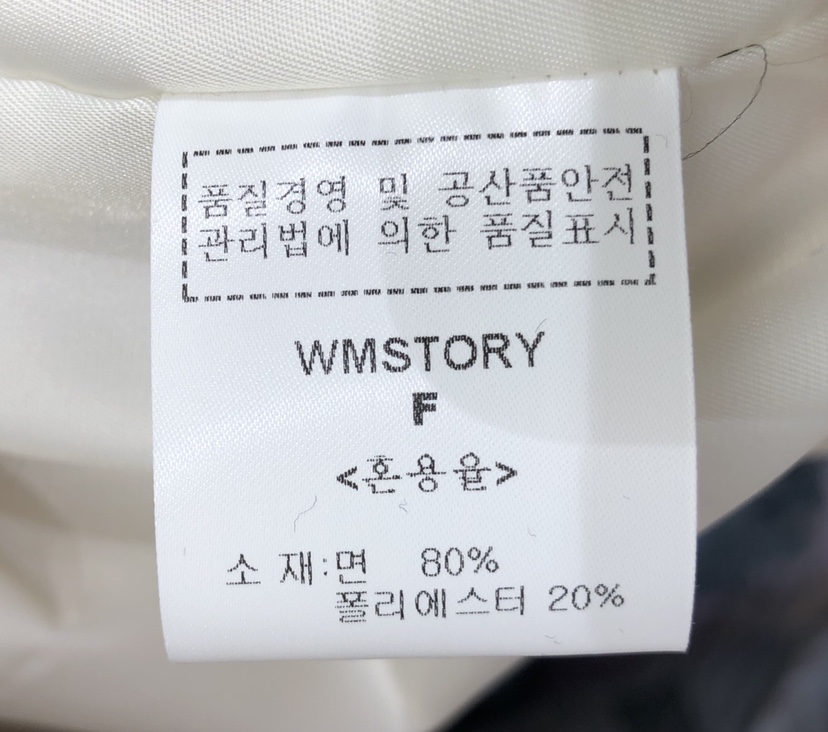 품질경영 및 공산품안전
관리법에 의한 품질표시
WMSTORY
F
<혼용율>
소 재:면 80%
폴리에스터 20%